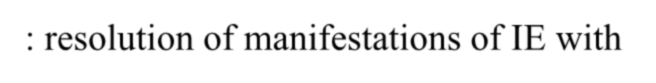 : resolution of manifestations of IE with